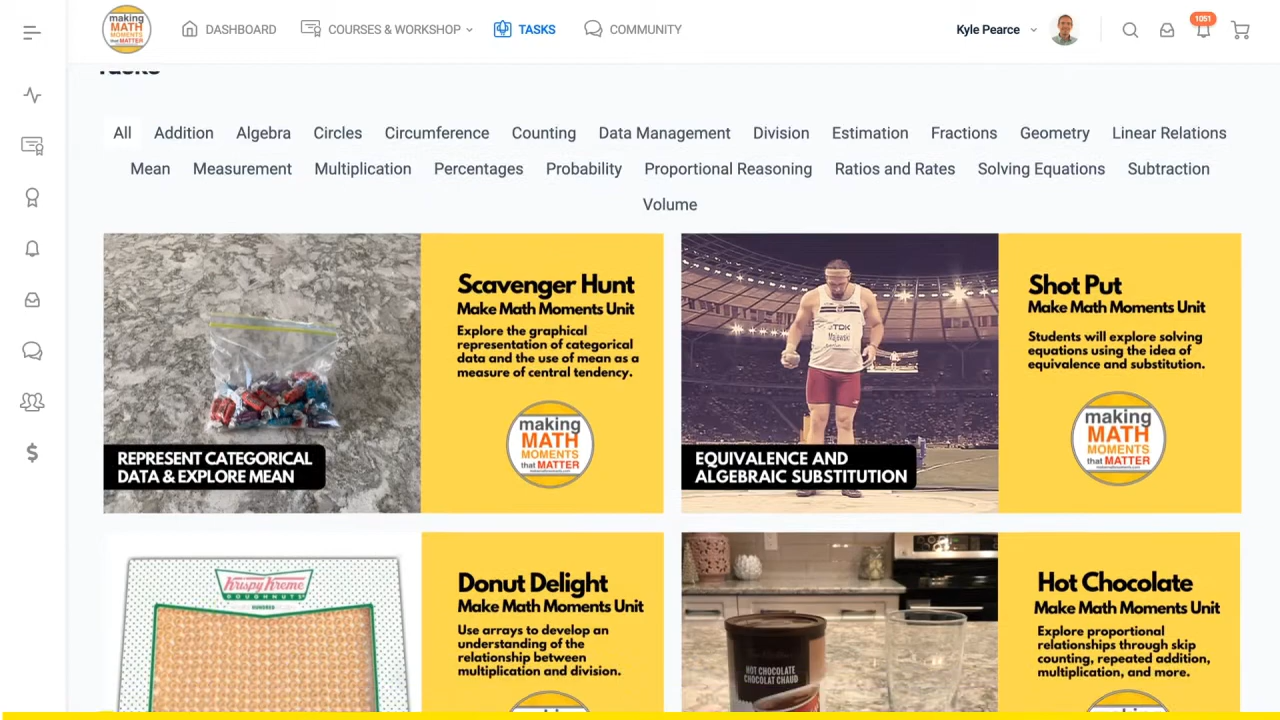 making
MATH
MOMENTS
that MATTER
DASHBOARD
COURSES & WORKSHOP
TASKS
COMMUNITY
Kyle Pearce
1051
Tasks
All Addition Algebra Circles Circumference Counting Data Management Division Estimation Fractions Geometry Linear Relations
Mean Measurement Multiplication Percentages Probability Proportional Reasoning Ratios and Rates Solving Equations Subtraction
Volume
REPRESENT CATEGORICAL
DATA & EXPLORE MEAN
Scavenger Hunt
Make Math Moments Unit
Explore the graphical
representation of categorical
data and the use of mean as a
measure of central tendency.
making
MATH
MOMENTS
that MATTER
TDK
Majewski
EQUIVALENCE AND
ALGEBRAIC SUBSTITUTION
Shot Put
Make Math Moments Unit
Students will explore solving
equations using the idea of
equivalence and substitution.
making
MATH
MOMENTS
that MATTER
Krispy Kreme
DOUGHNUTS
HUNDRED
Donut Delight
Make Math Moments Unit
Use arrays to develop an
understanding of the
relationship between
multiplication and division.
HOT CHOCOLATE
CHOCOLAT CHAUD
Hot Chocolate
Make Math Moments Unit
Explore proportional
relationships through skip
counting, repeated addition,
multiplication, and more.